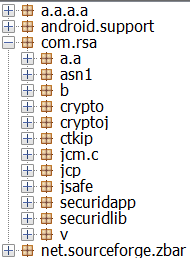 a.a.a.a
android.support
com.rsa
a.a
asn1
b
crypto
cryptoj
ctkip
jcm.c
jcp
jsafe
securidapp
securidlib
v
net.sourceforge.zbar